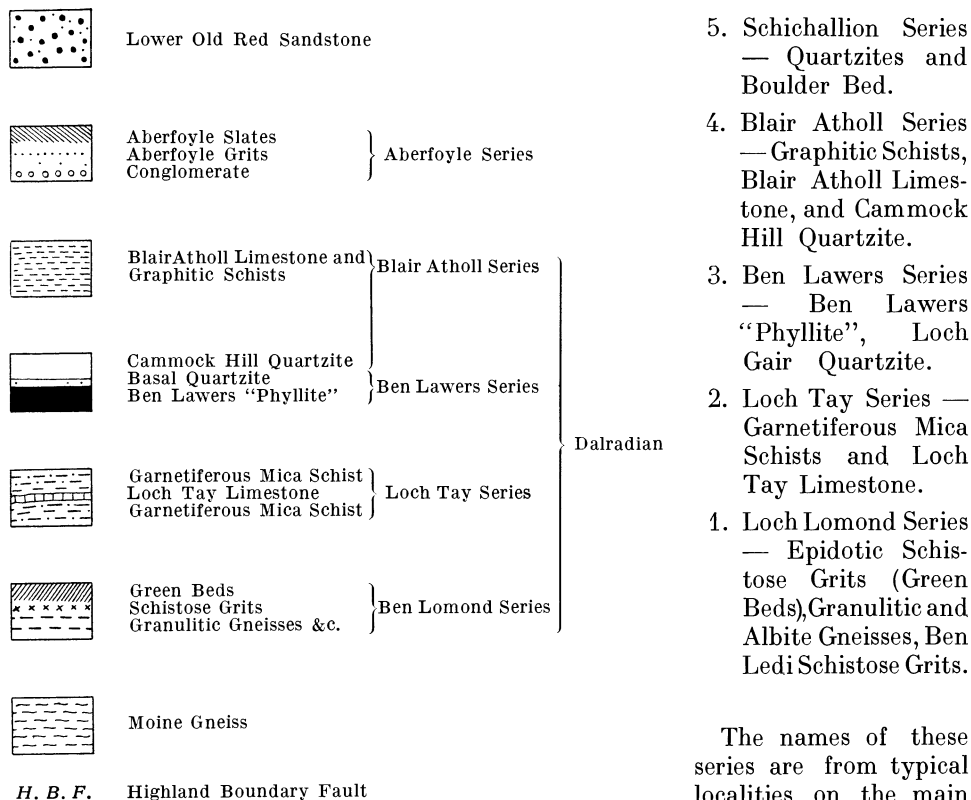 Lower Old Red Sandstone
Aberfoyle Slates
Aberfoyle Grits
Conglomerate
Aberfoyle Series
BlairAtholl Limestone and
Graphitic Schists
Blair Atholl Series
Cammock Hill Quartzite
Basal Quartzite
Ben Lawers "Phyllite"
Ben Lawers Series
Garnetiferous Mica Schist
Loch Tay Limestone
Garnetiferous Mica Schist
Loch Tay Series
Green Beds
Schistose Grits
Granulitic Gneisses &c.
Ben Lomond Series
Dalradian
Moine Gneiss
H. B. F. Highland Boundary Fault
5. Schichallion Series
— Quartzites and
Boulder Bed.
4. Blair Atholl Series
— Graphitic Schists,
Blair Atholl Limes-
tone, and Cammock
Hill Quartzite.
3. Ben Lawers Series
— Ben Lawers
"Phyllite", Loch
Gair Quartzite.
2. Loch Tay Series —
Garnetiferous Mica
Schists and Loch
Tay Limestone.
1. Loch Lomond Series
— Epidotic Schis-
tose Grits (Green
Beds), Granulitic and
Albite Gneisses, Ben
Ledi Schistose Grits.
The names of these
series are from typical
localities on the main